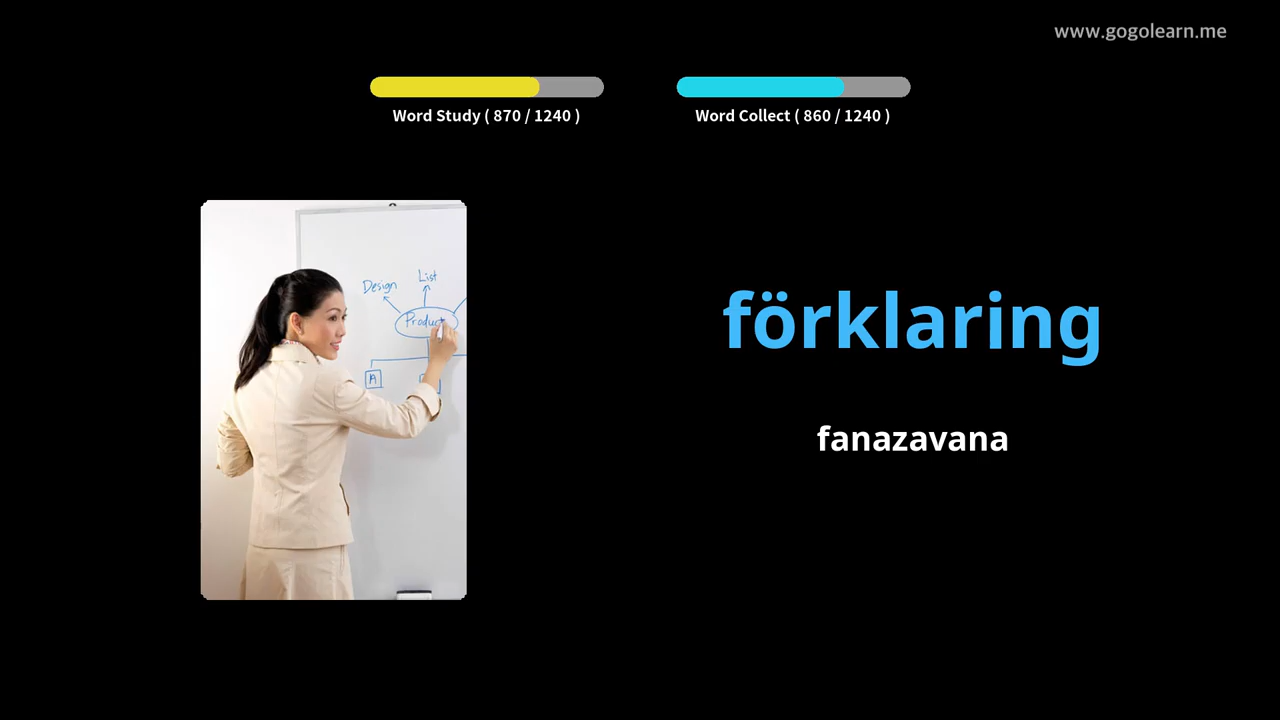 www.gogolearn.me
Word Study ( 870 / 1240 )
Word Collect ( 860 / 1240 )
List
Design
Product
A
förklaring
fanazavana